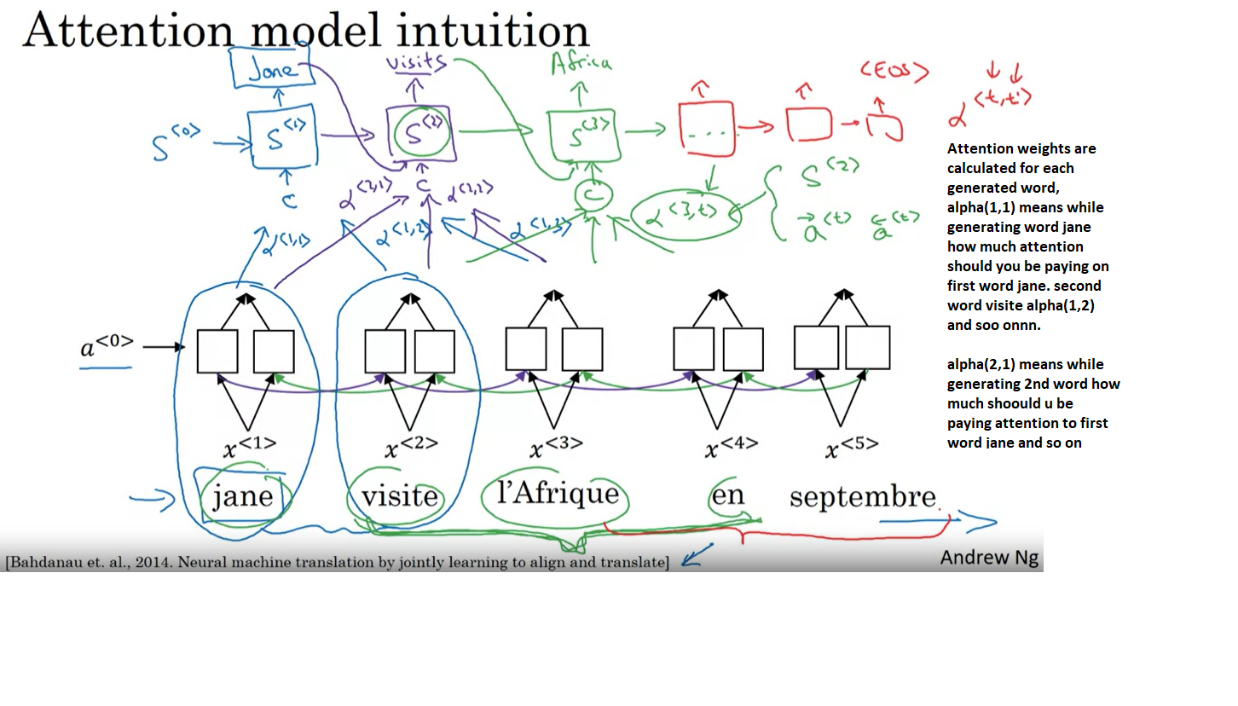 Attention model intuition
Jane
visits
Africa
<EOS>
α<t,t'>
S<0>
S<1>
S<2>
S<3>
...
C
α<2,1>
C
C
α<3,t>
S<2>
a<t> a<t>
α<1,1>
α<1,2>
α<1,3>
Attention weights are
calculated for each
generated word,
alpha(1,1) means while
generating word jane
how much attention
should you be paying on
first word jane. second
word visite alpha(1,2)
and soo onnn.
alpha(2,1) means while
generating 2nd word how
much shoould u be
paying attention to first
word jane and so on
a<0>
x<1> x<2> x<3> x<4> x<5>
jane visite l'Afrique en septembre
[Bahdanau et. al., 2014. Neural machine translation by jointly learning to align and translate]
Andrew Ng